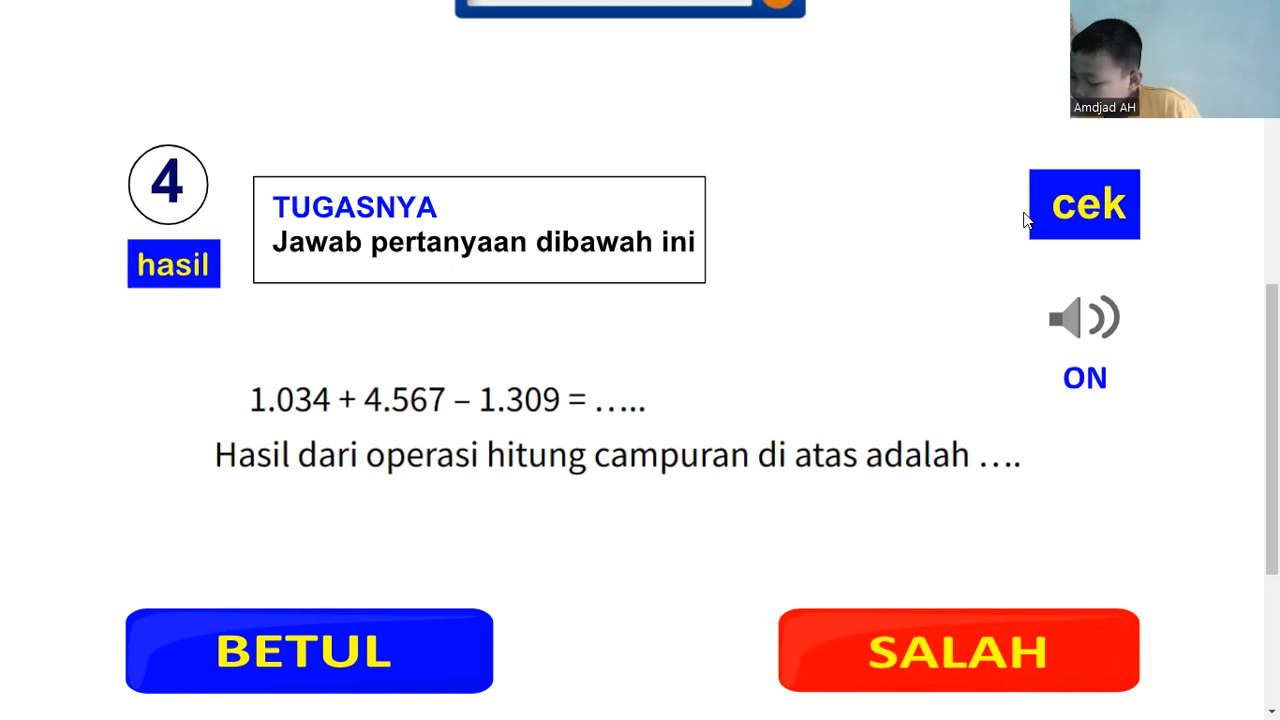 Amdjad AH
4
TUGASNYA
Jawab pertanyaan dibawah ini
cek
hasil
ON
1.034 + 4.567 – 1.309 = …..
Hasil dari operasi hitung campuran di atas adalah ….
BETUL
SALAH